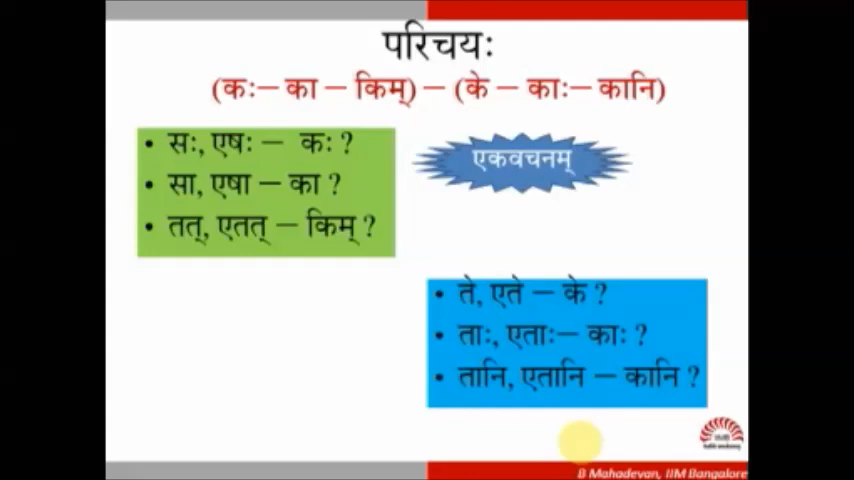 परिचयः
(कः– का – किम्) – (के – काः– कानि)
• सः, एषः – कः ?
• सा, एषा – का ?
• तत्, एतत् – किम् ?
एकवचनम्
• ते, एते – के ?
• ताः, एताः– काः ?
• तानि, एतानि – कानि ?
B Mahadevan, IIM Bangalore